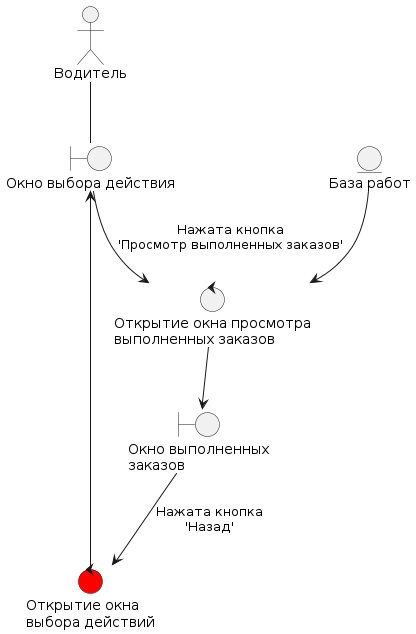 Водитель
Окно выбора действия
База работ
Нажата кнопка
'Просмотр выполненных заказов'
Открытие окна просмотра
выполненных заказов
Окно выполненных
заказов
Нажата кнопка
'Назад'
Открытие окна
выбора действий